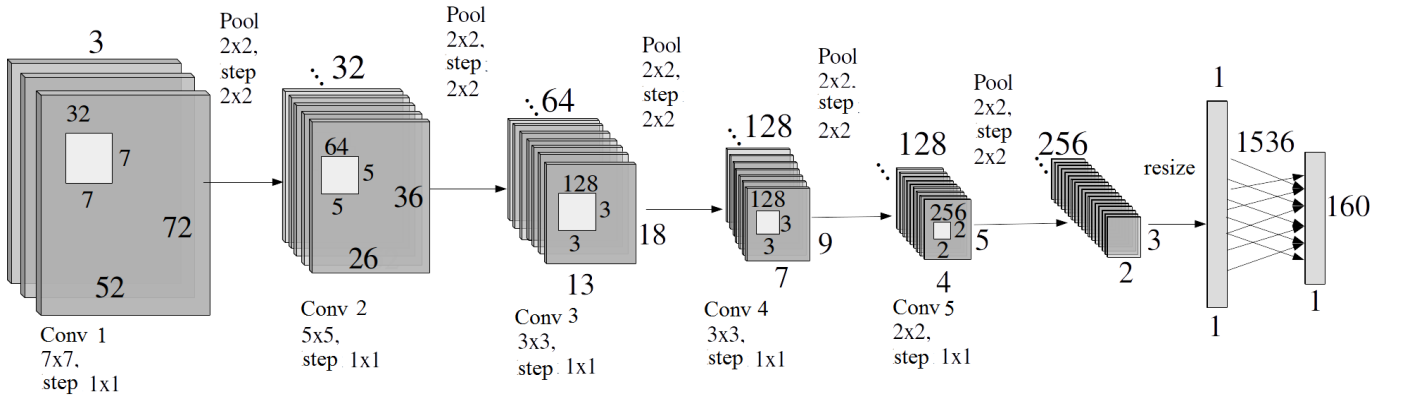 3
32
7
7
72
52
Conv 1
7x7,
step 1x1
Pool
2x2,
step
2x2
32
64
5
5
36
26
Conv 2
5x5,
step 1x1
Pool
2x2,
step
2x2
64
128
3
3
18
13
Conv 3
3x3,
step 1x1
Pool
2x2,
step
2x2
128
128
3
3
9
7
Conv 4
3x3,
step 1x1
Pool
2x2.
step
2x2
128
256
2
2
5
4
Conv 5
2x2,
step 1x1
Pool
2x2,
step
2x2
256
3
2
resize
1
1536
1
160
1